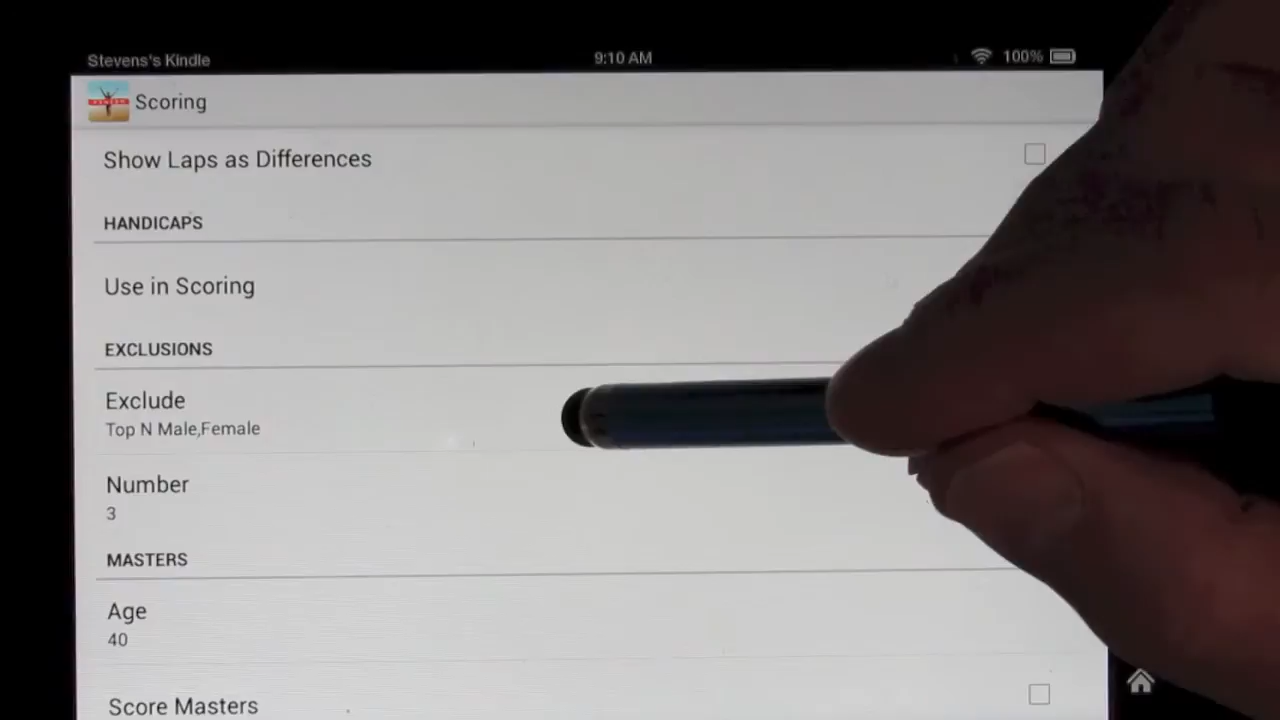 Stevens's Kindle 9:10 AM 100%
Scoring
Show Laps as Differences
HANDICAPS
Use in Scoring
EXCLUSIONS
Exclude
Top N Male,Female
Number
3
MASTERS
Age
40
Score Masters